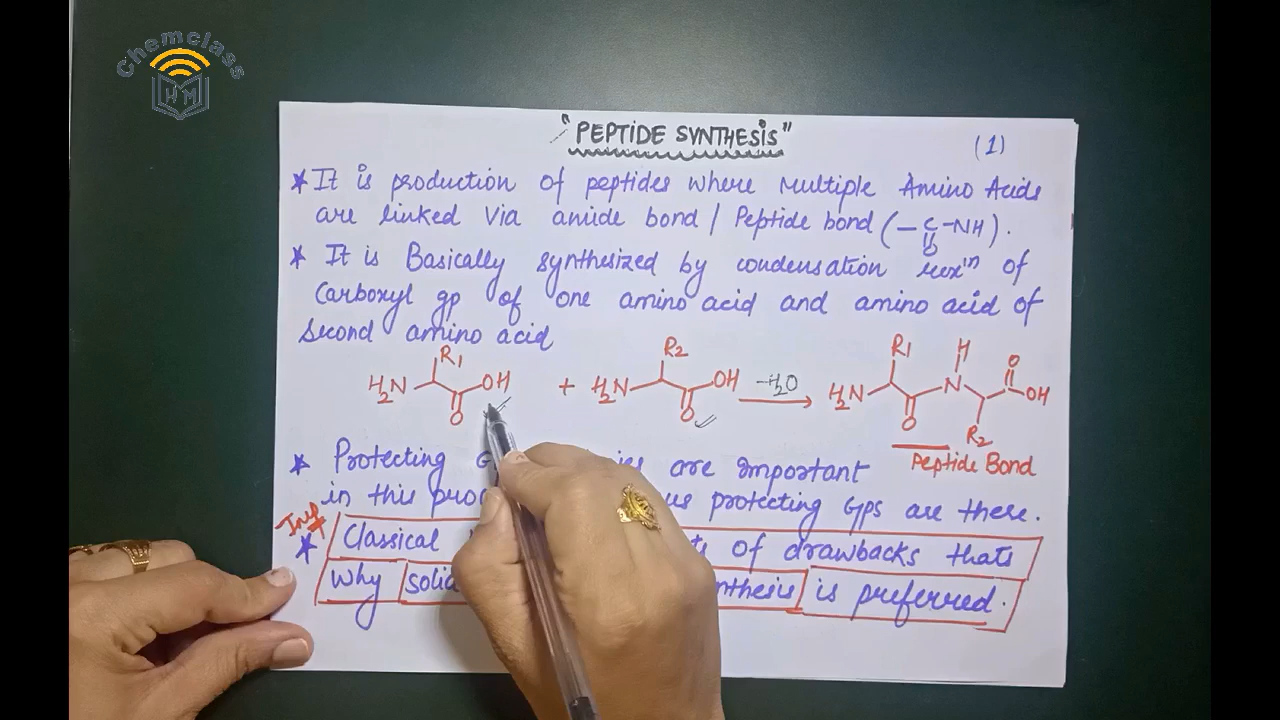 Chemclass
HM
"PEPTIDE SYNTHESIS"
(1)
* It is production of peptides where Multiple Amino Acids
are linked Via amide bond / Peptide bond (-C-NH).
O
* It is Basically synthesized by condensation rexⁿ of
Carboxyl gp of one amino acid and amino acid of
second amino acid
R1 R2 R1 H O
H2N OH + H2N OH -H2O H2N N OH
O O O R2
Peptide Bond
* Protecting are important
in this protecting Gps are there.
Imp
* Classical of drawbacks thats
why is preferred.